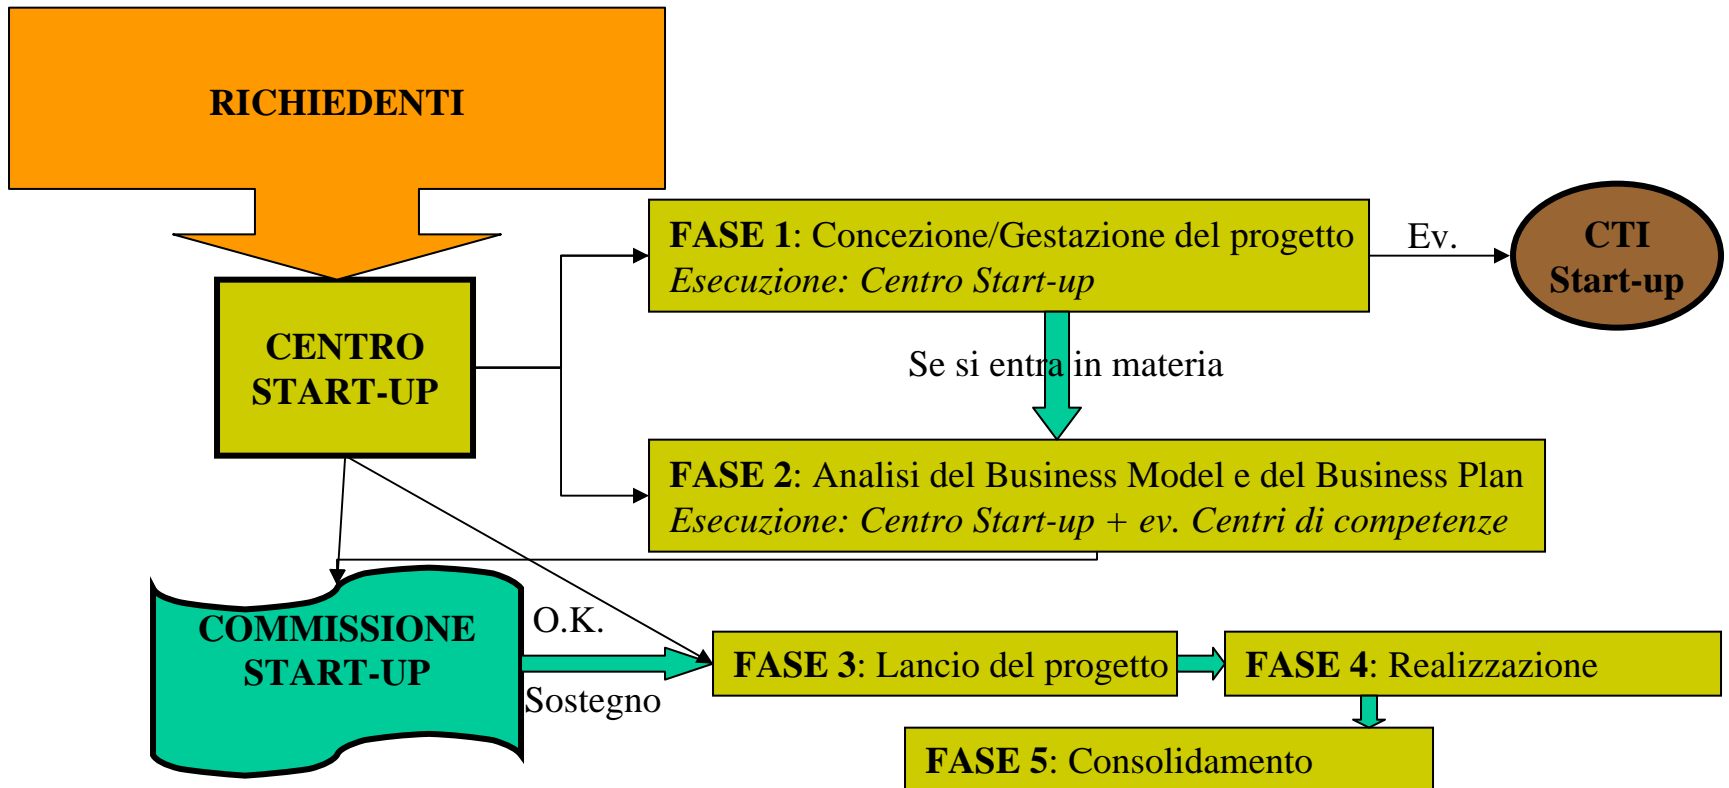 RICHIEDENTI
FASE 1: Concezione/Gestazione del progetto
Esecuzione: Centro Start-up
Ev.
CTI
Start-up
CENTRO
START-UP
Se si entra in materia
FASE 2: Analisi del Business Model e del Business Plan
Esecuzione: Centro Start-up + ev. Centri di competenze
COMMISSIONE
START-UP
O.K.
Sostegno
FASE 3: Lancio del progetto
FASE 4: Realizzazione
FASE 5: Consolidamento